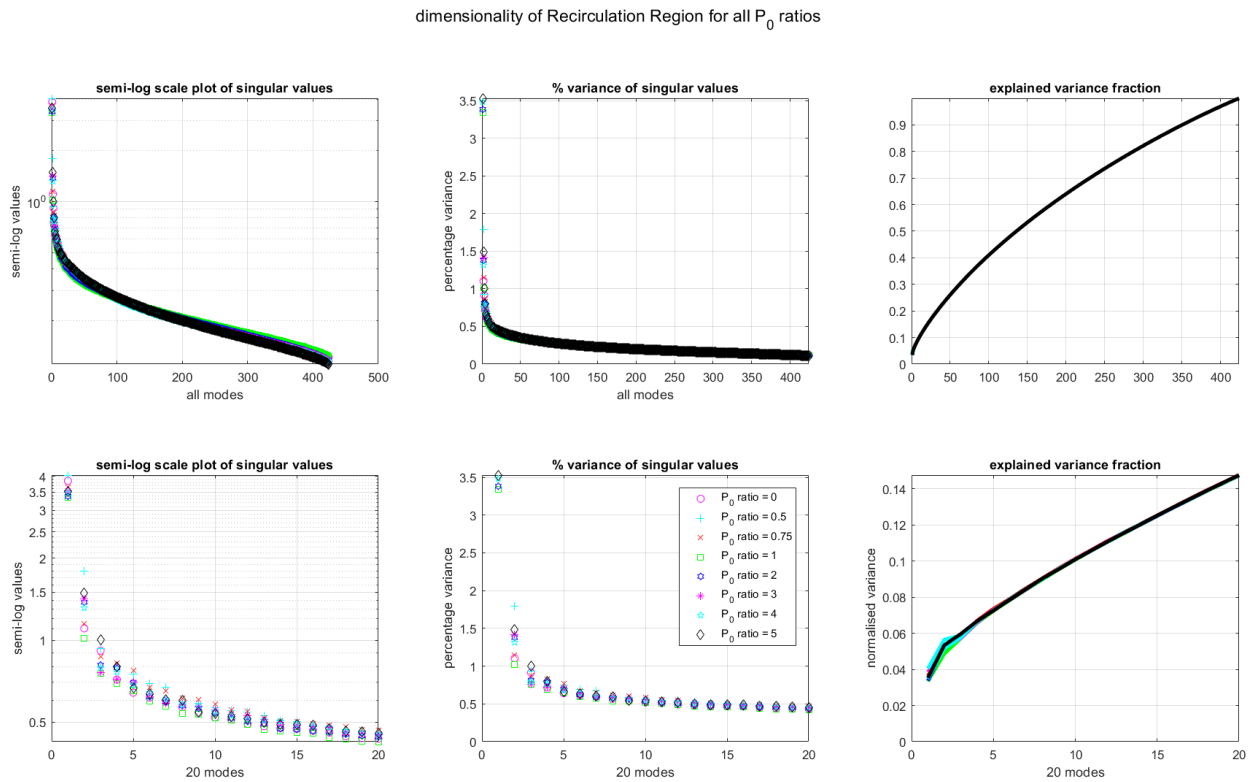 dimensionality of Recirculation Region for all P0 ratios
semi-log scale plot of singular values
10^0
semi-log values
0 100 200 300 400 500
all modes
% variance of singular values
3.5
3
2.5
2
1.5
1
0.5
0
percentage variance
0 50 100 150 200 250 300 350 400
all modes
explained variance fraction
0.9
0.8
0.7
0.6
0.5
0.4
0.3
0.2
0.1
0
0 50 100 150 200 250 300 350 400
semi-log scale plot of singular values
4
3.5
3
2.5
2
1.5
1
0.5
semi-log values
0 5 10 15 20
20 modes
% variance of singular values
3.5
3
2.5
2
1.5
1
0.5
0
percentage variance
P0 ratio = 0
P0 ratio = 0.5
P0 ratio = 0.75
P0 ratio = 1
P0 ratio = 2
P0 ratio = 3
P0 ratio = 4
P0 ratio = 5
0 5 10 15 20
20 modes
explained variance fraction
0.14
0.12
0.1
0.08
0.06
0.04
0.02
0
normalised variance
0 5 10 15 20
20 modes